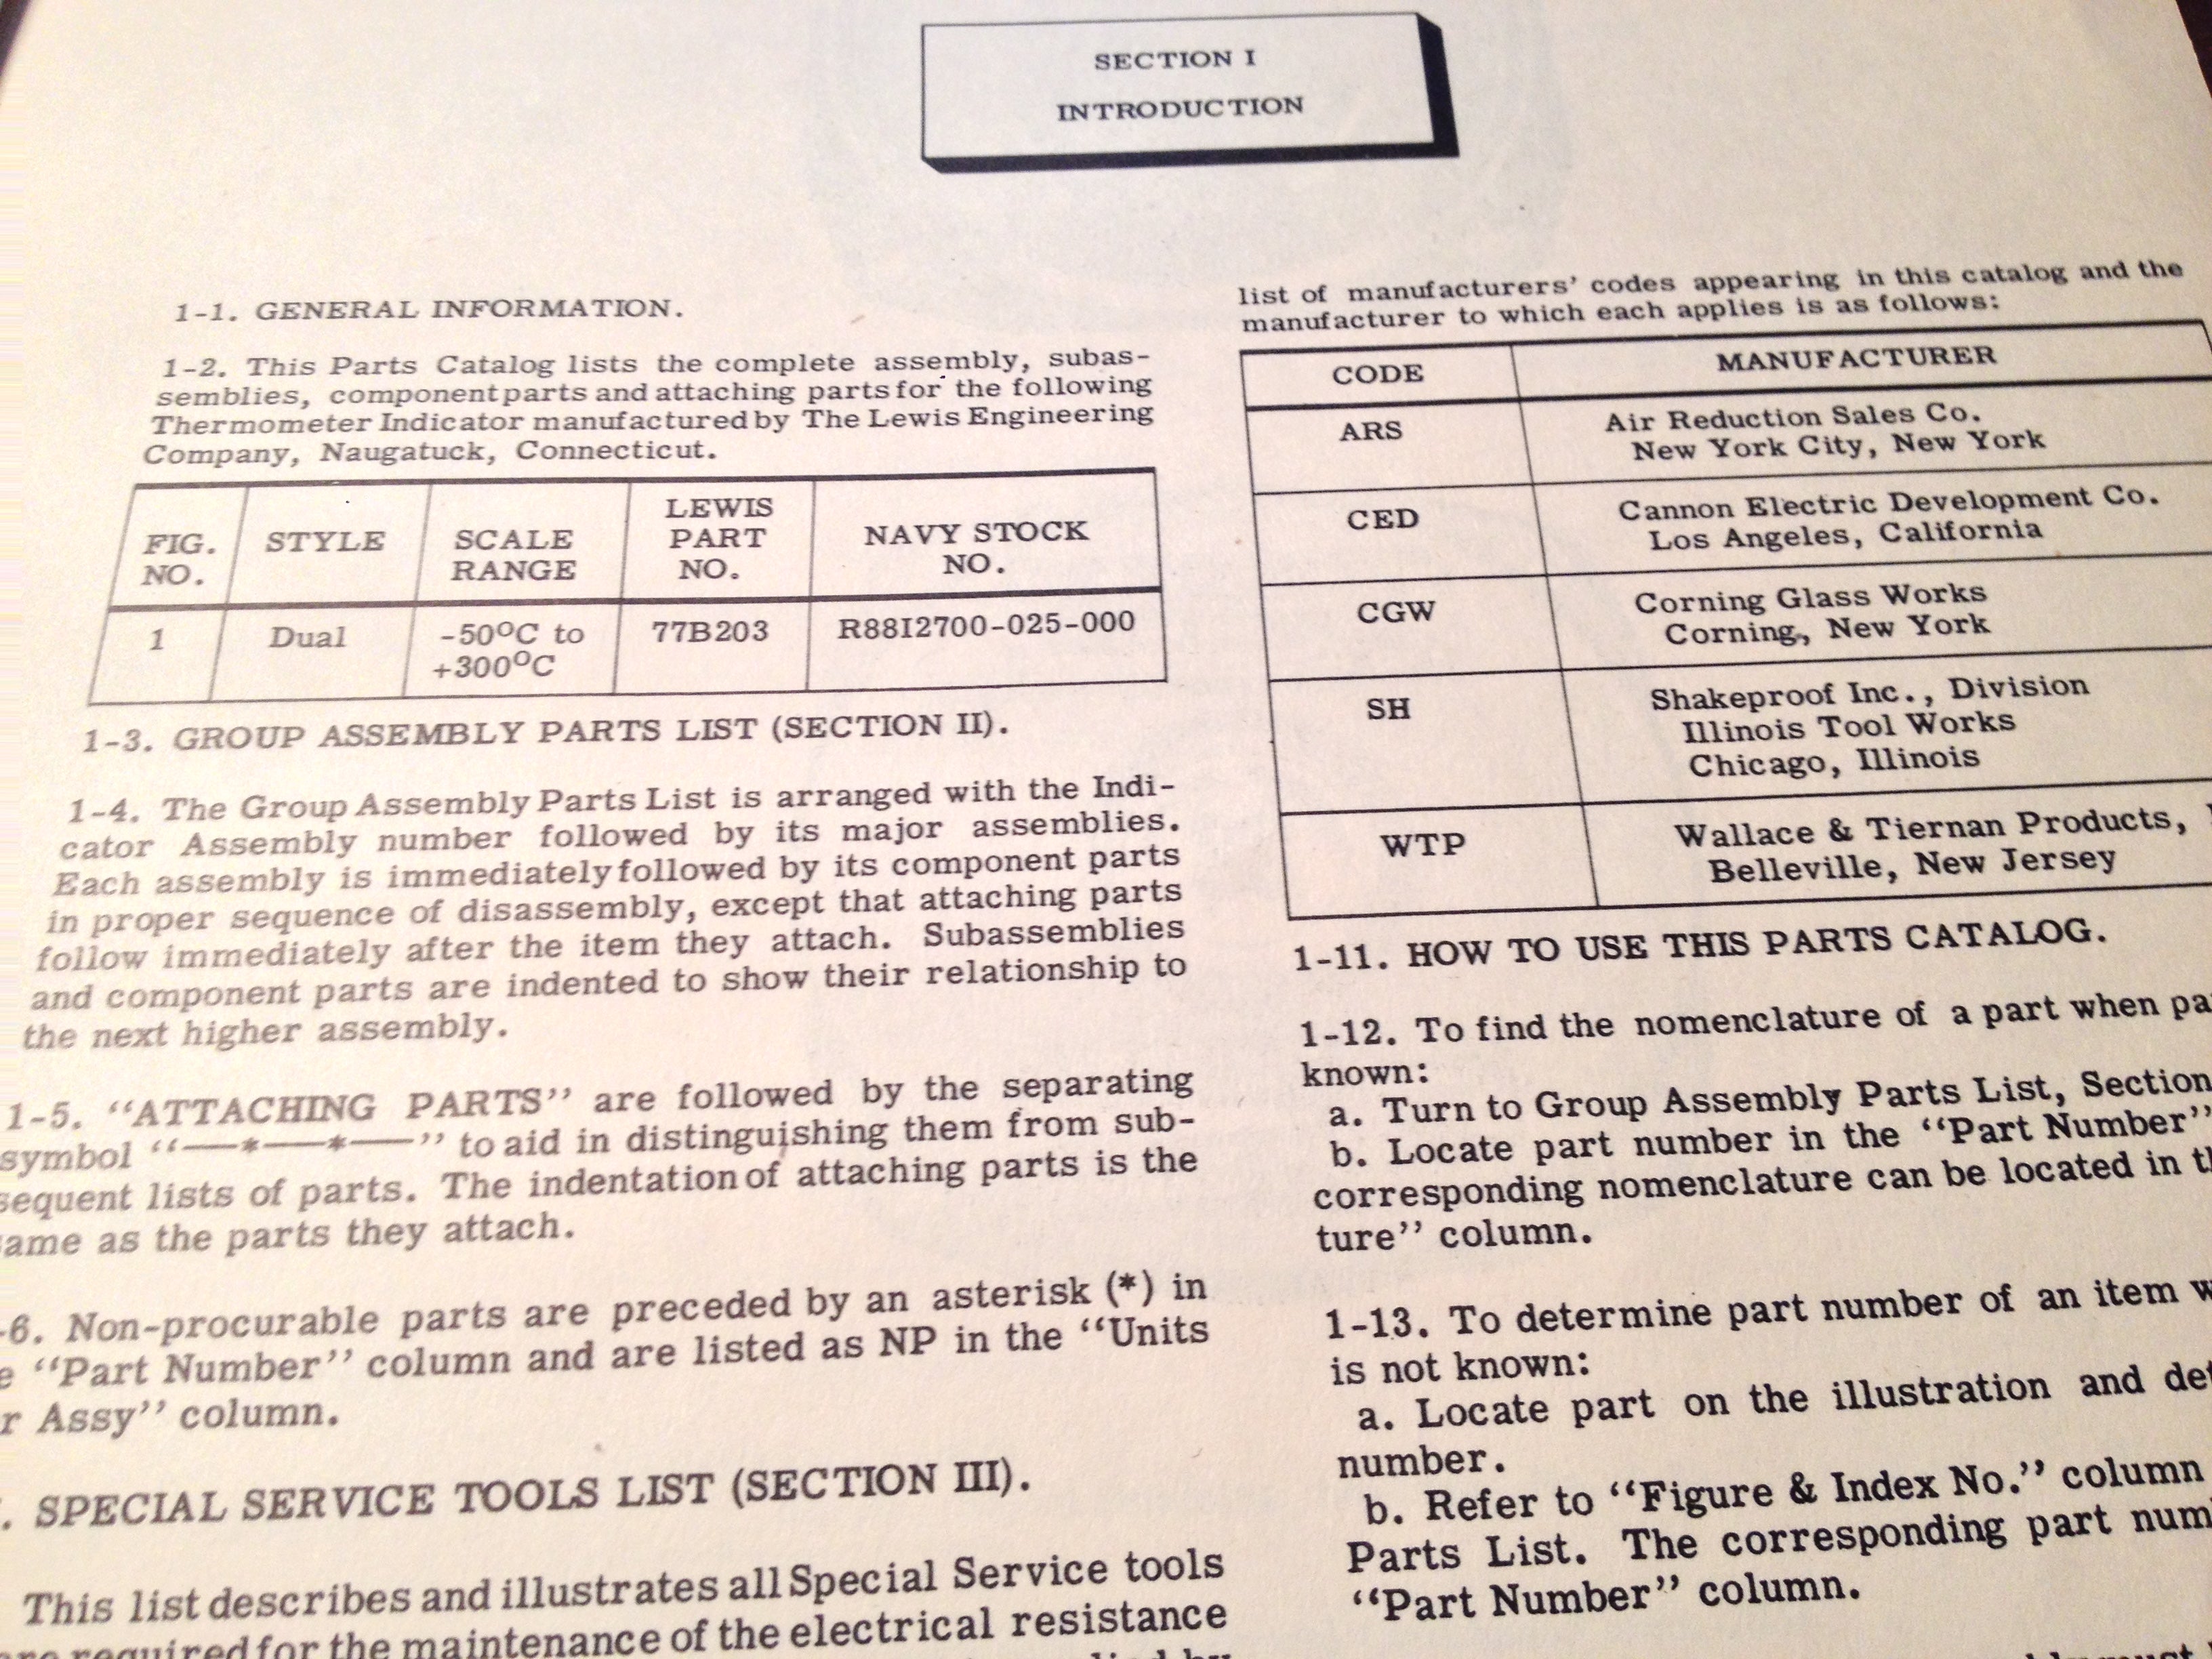 SECTION I
INTRODUCTION
1-1. GENERAL INFORMATION.
1-2. This Parts Catalog lists the complete assembly, subas-
semblies, component parts and attaching parts for the following
Thermometer Indicator manufactured by The Lewis Engineering
Company, Naugatuck, Connecticut.
FIG. NO. STYLE SCALE RANGE LEWIS PART NO. NAVY STOCK NO.
1 Dual -50ºC to +300ºC 77B203 R88I2700-025-000
1-3. GROUP ASSEMBLY PARTS LIST (SECTION II).
1-4. The Group Assembly Parts List is arranged with the Indi-
cator Assembly number followed by its major assemblies.
Each assembly is immediately followed by its component parts
in proper sequence of disassembly, except that attaching parts
follow immediately after the item they attach. Subassemblies
and component parts are indented to show their relationship to
the next higher assembly.
1-5. “ATTACHING PARTS” are followed by the separating
symbol “—*—*—” to aid in distinguishing them from sub-
sequent lists of parts. The indentation of attaching parts is the
ame as the parts they attach.
-6. Non-procurable parts are preceded by an asterisk (*) in
e “Part Number” column and are listed as NP in the “Units
r Assy” column.
. SPECIAL SERVICE TOOLS LIST (SECTION III).
This list describes and illustrates all Special Service tools
required for the maintenance of the electrical resistance
list of manufacturers’ codes appearing in this catalog and the
manufacturer to which each applies is as follows:
CODE MANUFACTURER
ARS Air Reduction Sales Co.
New York City, New York
CED Cannon Electric Development Co.
Los Angeles, California
CGW Corning Glass Works
Corning, New York
SH Shakeproof Inc., Division
Illinois Tool Works
Chicago, Illinois
WTP Wallace & Tiernan Products,
Belleville, New Jersey
1-11. HOW TO USE THIS PARTS CATALOG.
1-12. To find the nomenclature of a part when pa
known:
a. Turn to Group Assembly Parts List, Section
b. Locate part number in the “Part Number”
corresponding nomenclature can be located in th
ture” column.
1-13. To determine part number of an item w
is not known:
a. Locate part on the illustration and det
number.
b. Refer to “Figure & Index No.” column
Parts List. The corresponding part num
“Part Number” column.